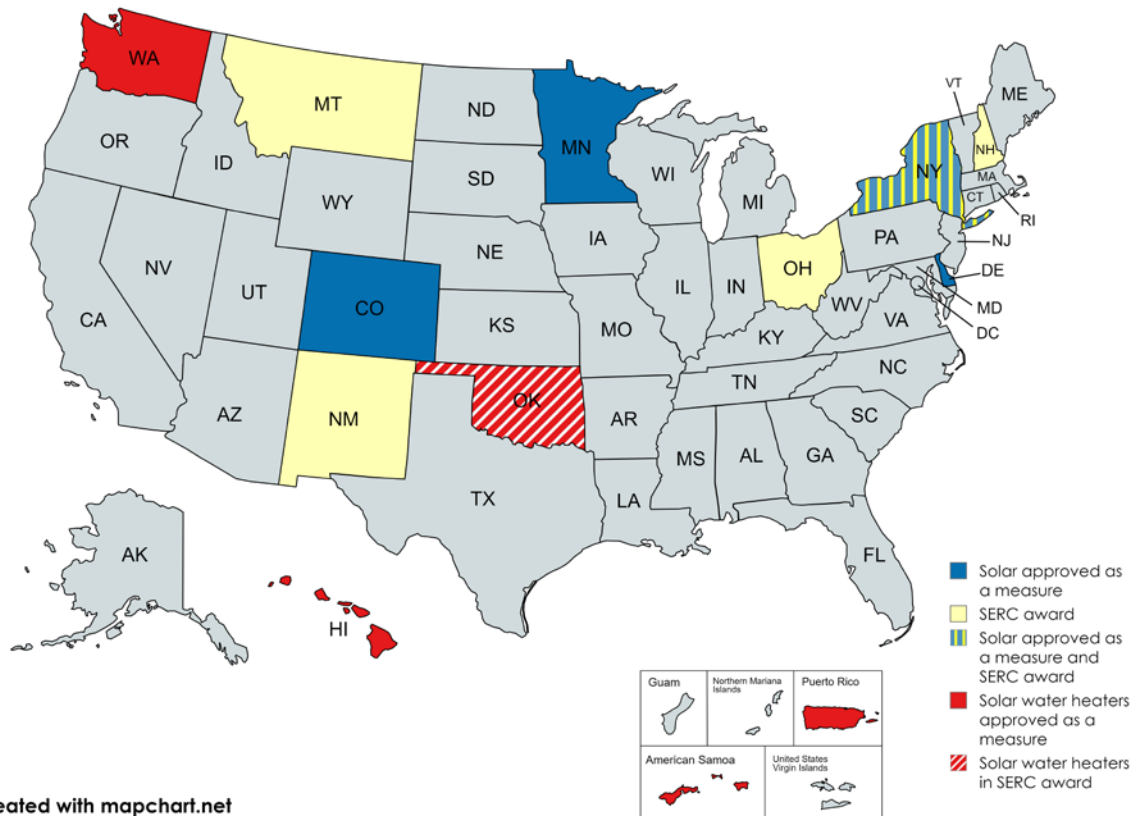 WA
MT
ND
MN
VT
ME
OR
ID
SD
WI
NY
NH
MA
WY
MI
CT
RI
IA
PA
NJ
NE
NV
OH
DE
UT
IL
IN
MD
CO
WV
CA
KS
MO
VA
DC
KY
NC
TN
AZ
NM
OK
AR
SC
MS
AL
GA
TX
LA
AK
FL
HI
Solar approved as
a measure
SERC award
Solar approved as
a measure and
SERC award
Solar water heaters
approved as a
measure
Solar water heaters
in SERC award
Guam
Northern Mariana
Islands
Puerto Rico
American Samoa
United States
Virgin Islands
eated with mapchart.net